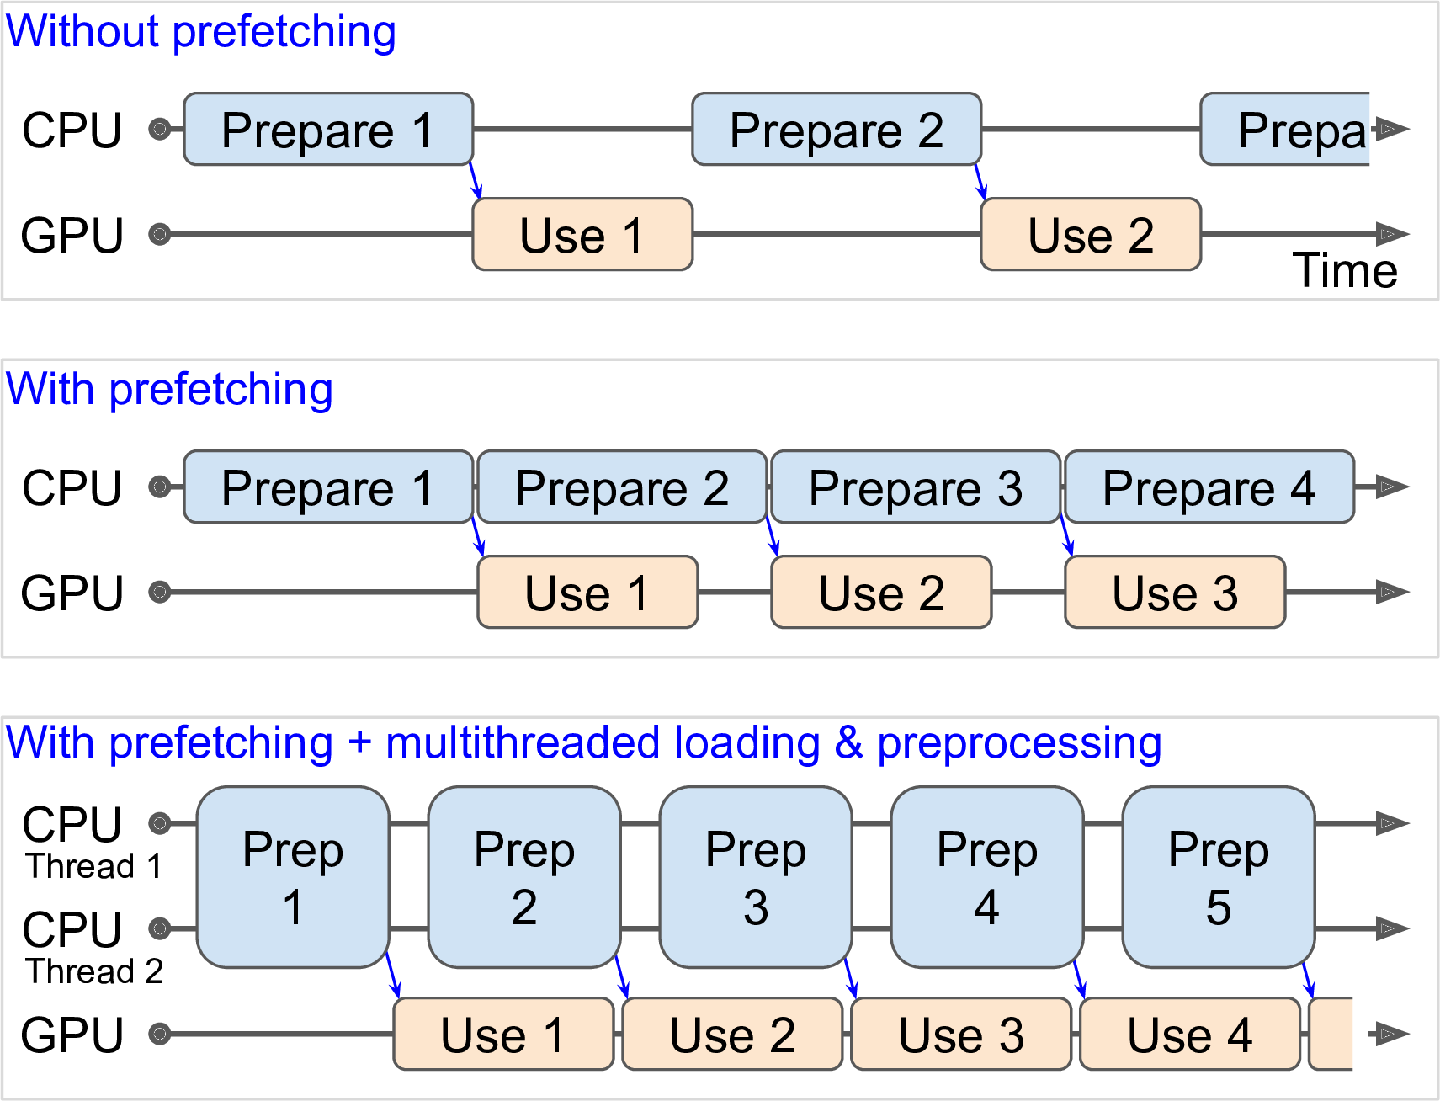 Without prefetching
CPU Prepare 1 Prepare 2 Prepa
GPU Use 1 Use 2
Time
With prefetching
CPU Prepare 1 Prepare 2 Prepare 3 Prepare 4
GPU Use 1 Use 2 Use 3
With prefetching + multithreaded loading & preprocessing
CPU
Thread 1
Prep Prep Prep Prep Prep
1 2 3 4 5
CPU
Thread 2
GPU Use 1 Use 2 Use 3 Use 4